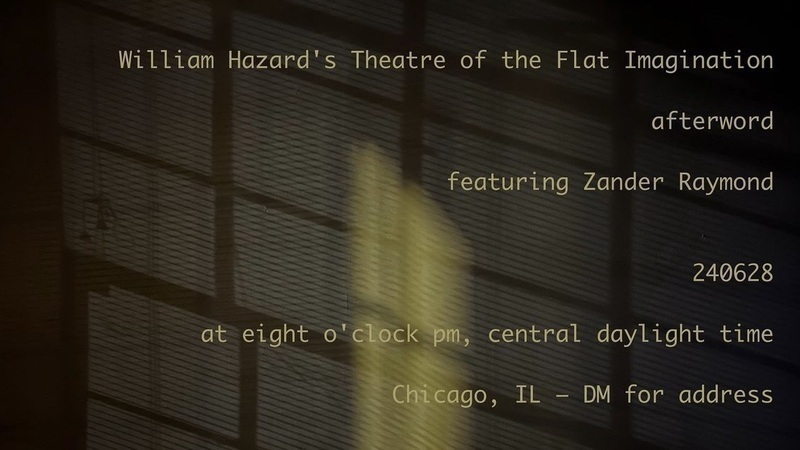 William Hazard's Theatre of the Flat Imagination
afterword
featuring Zander Raymond
240628
at eight o'clock pm, central daylight time
Chicago, IL – DM for address